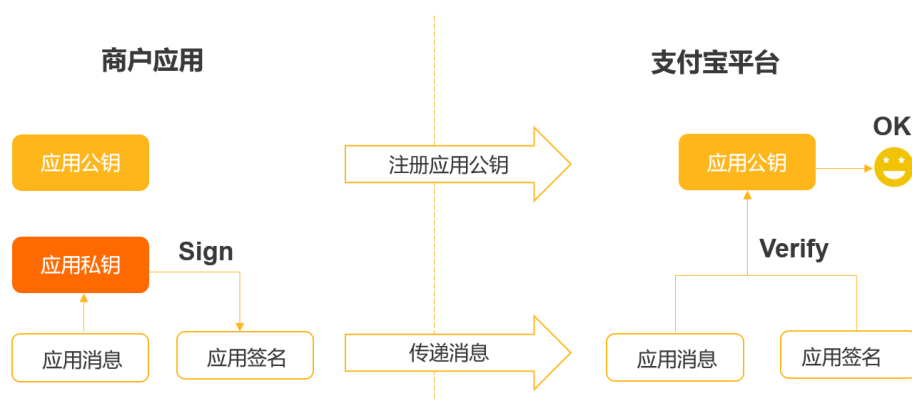 商户应用
支付宝平台
OK
应用公钥
注册应用公钥
应用公钥
应用私钥
Sign
Verify
应用消息
应用签名
传递消息
应用消息
应用签名